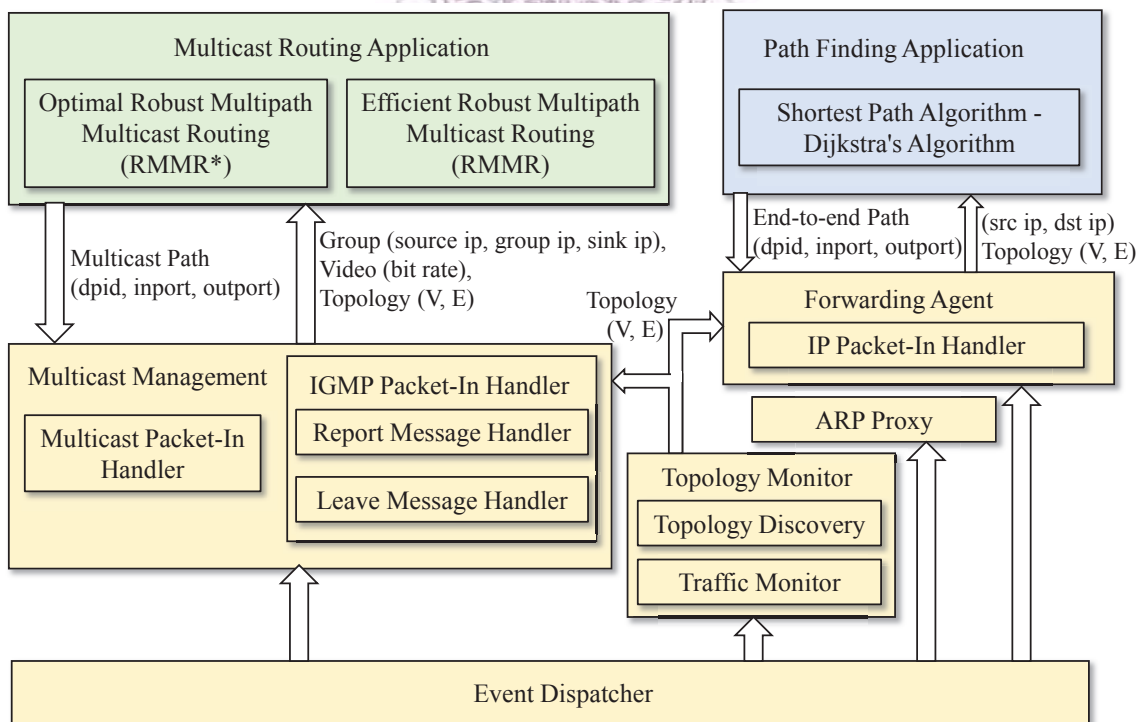 Multicast Routing Application
Optimal Robust Multipath
Multicast Routing
(RMMR*)
Efficient Robust Multipath
Multicast Routing
(RMMR)
Path Finding Application
Shortest Path Algorithm -
Dijkstra's Algorithm
Multicast Path
(dpid, inport, outport)
Group (source ip, group ip, sink ip),
Video (bit rate),
Topology (V, E)
End-to-end Path
(dpid, inport, outport)
(src ip, dst ip)
Topology (V, E)
Topology
(V, E)
Forwarding Agent
IP Packet-In Handler
Multicast Management
Multicast Packet-In
Handler
IGMP Packet-In Handler
Report Message Handler
Leave Message Handler
ARP Proxy
Topology Monitor
Topology Discovery
Traffic Monitor
Event Dispatcher